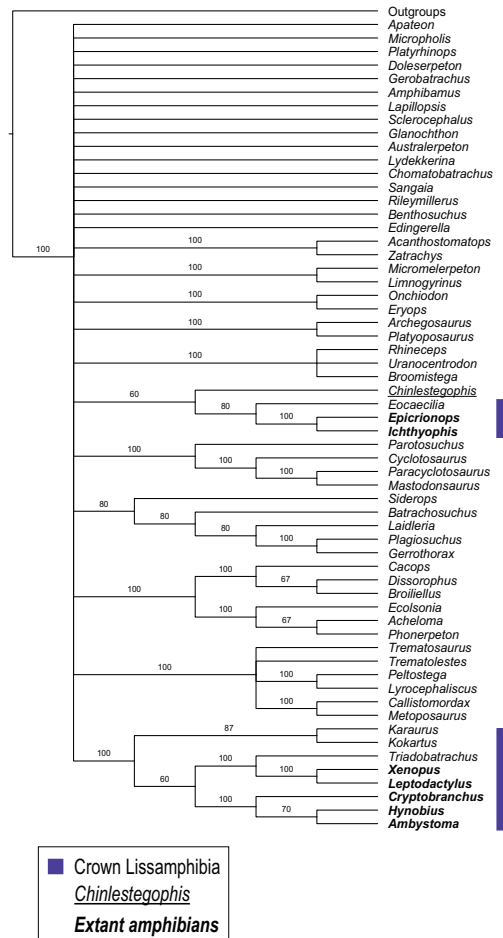 Outgroups
Apateon
Micropholis
Platyrhinops
Doleserpeton
Gerobatrachus
Amphibamus
Lapillopsis
Sclerocephalus
Glanochthon
Australerpeton
Lydekkerina
Chomatobatrachus
Sangaia
Rileymillerus
Benthosuchus
Edingerella
100
100
Acanthostomatops
Zatrachys
100
Micromelerpeton
Limnogyrinus
100
Onchiodon
Eryops
100
Archegosaurus
Platyoposaurus
100
Rhineceps
Uranocentrodon
Broomistega
60
Chinlestegophis
80
Eocaecilia
100
Epicrionops
Ichthyophis
100
Parotosuchus
100
Cyclotosaurus
100
Paracyclotosaurus
Mastodonsaurus
80
Siderops
80
Batrachosuchus
80
Laidleria
100
Plagiosuchus
Gerrothorax
100
100
Cacops
67
Dissorophus
Broiliellus
100
Ecolsonia
67
Acheloma
Phonerpeton
100
Trematosaurus
Trematolestes
100
Peltostega
Lyrocephaliscus
100
Callistomordax
Metoposaurus
100
87
Karaurus
Kokartus
60
100
Triadobatrachus
100
Xenopus
Leptodactylus
100
Cryptobranchus
70
Hynobius
Ambystoma
Crown Lissamphibia
Chinlestegophis
Extant amphibians